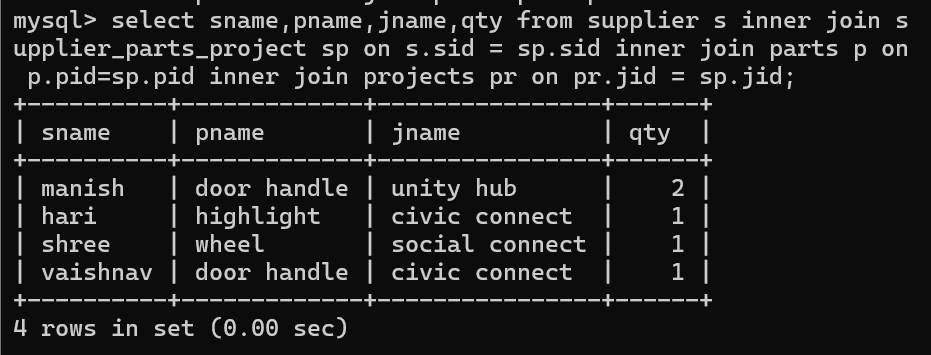 mysql> select sname,pname,jname,qty from supplier s inner join s
upplier_parts_project sp on s.sid = sp.sid inner join parts p on
 p.pid=sp.pid inner join projects pr on pr.jid = sp.jid;
+----------+-------------+----------------+------+
| sname    | pname       | jname          | qty  |
+----------+-------------+----------------+------+
| manish   | door handle | unity hub      |    2 |
| hari     | highlight   | civic connect  |    1 |
| shree    | wheel       | social connect |    1 |
| vaishnav | door handle | civic connect  |    1 |
+----------+-------------+----------------+------+
4 rows in set (0.00 sec)